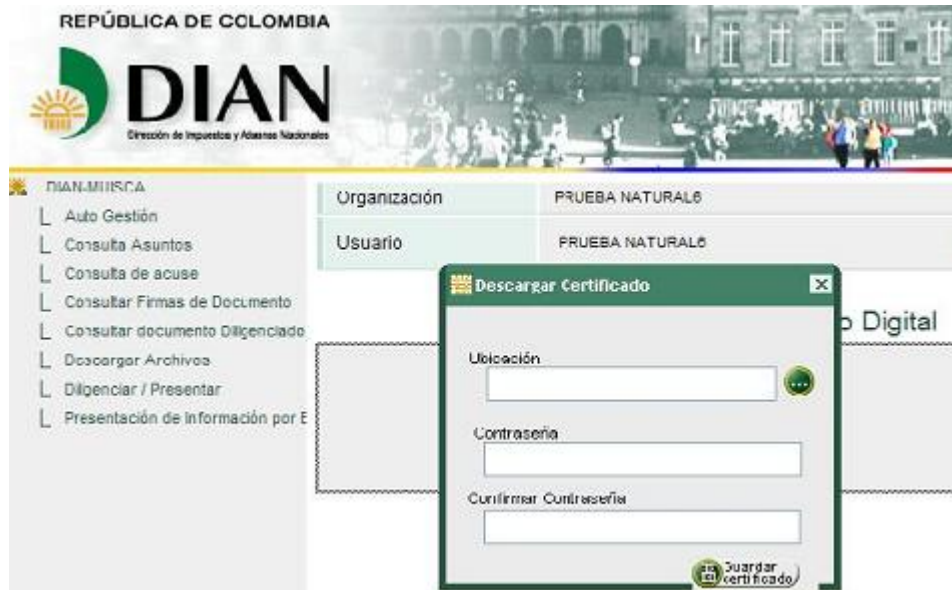 REPÚBLICA DE COLOMBIA
DIAN
Dirección de Impuestos y Aduanas Nacionales
DIAN-MUISCA
Auto Gestión
Consulta Asuntos
Consulta de acuse
Consultar Firmas de Documento
Consultar documento Diligenciado
Descargar Archivos
Diligenciar / Presentar
Presentación de Información por E
Organización PRUEBA NATURAL6
Usuario PRUEBA NATURAL6
o Digital
Descargar Certificado
Ubicación
...
Contraseña
Confirmar Contraseña
Guardar
certificado